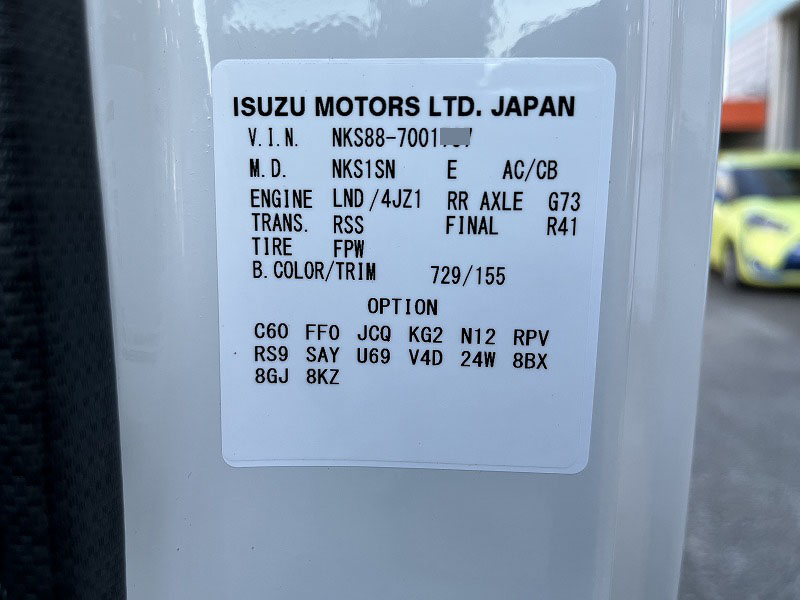 ISUZU MOTORS LTD. JAPAN
V.I.N. NKS88-7001
M.D. NKS1SN E AC/CB
ENGINE LND/4JZ1 RR AXLE G73
TRANS. RSS FINAL R41
TIRE FPW
B.COLOR/TRIM 729/155
OPTION
C60 FF0 JCQ KG2 N12 RPV
RS9 SAY U69 V4D 24W 8BX
8GJ 8KZ